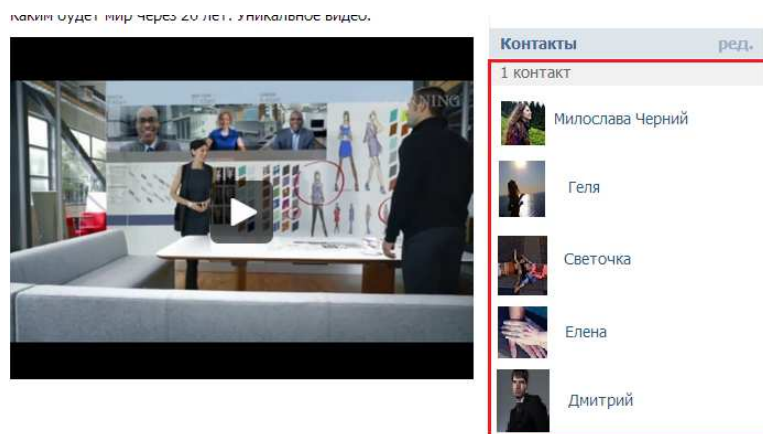 Каким будет мир через 20 лет. Уникальное видео.
Контакты
ред.
1 контакт
Милослава Черний
Геля
Светочка
Елена
Дмитрий